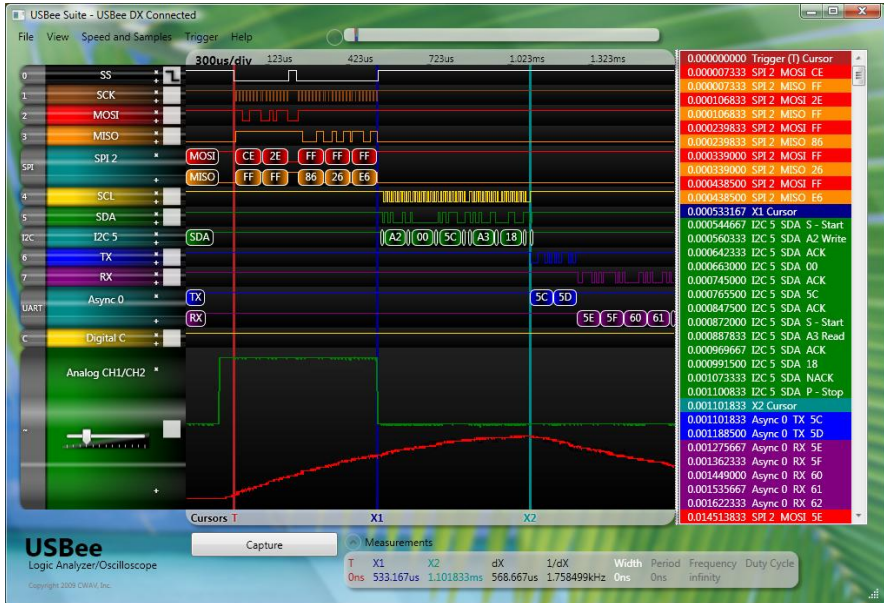 USBee Suite - USBee DX Connected
File View Speed and Samples Trigger Help
300us/div 123us 423us 723us 1.023ms 1.323ms
0 SS
1 SCK
2 MOSI
3 MISO
SPI SPI 2
MOSI CE 2E FF FF FF
MISO FF FF 86 26 E6
4 SCL
5 SDA
I2C I2C 5 SDA A2 00 5C A3 18
6 TX
7 RX
UART Async 0
TX 5C 5D
RX 5E 5F 60 61
C Digital C
Analog CH1/CH2
~
Cursors T X1 X2
0.000000000 Trigger (T) Cursor
0.000007333 SPI 2 MOSI CE
0.000007333 SPI 2 MISO FF
0.000106833 SPI 2 MOSI 2E
0.000106833 SPI 2 MISO FF
0.000239833 SPI 2 MOSI FF
0.000239833 SPI 2 MISO 86
0.000339000 SPI 2 MOSI FF
0.000339000 SPI 2 MISO 26
0.000438500 SPI 2 MOSI FF
0.000438500 SPI 2 MISO E6
0.000533167 X1 Cursor
0.000544667 I2C 5 SDA S - Start
0.000560333 I2C 5 SDA A2 Write
0.000642333 I2C 5 SDA ACK
0.000663000 I2C 5 SDA 00
0.000745000 I2C 5 SDA ACK
0.000765500 I2C 5 SDA 5C
0.000847500 I2C 5 SDA ACK
0.000872000 I2C 5 SDA S - Start
0.000887833 I2C 5 SDA A3 Read
0.000969667 I2C 5 SDA ACK
0.000991500 I2C 5 SDA 18
0.001073333 I2C 5 SDA NACK
0.001100833 I2C 5 SDA P - Stop
0.001101833 X2 Cursor
0.001101833 Async 0 TX 5C
0.001188500 Async 0 TX 5D
0.001275667 Async 0 RX 5E
0.001362333 Async 0 RX 5F
0.001449000 Async 0 RX 60
0.001535667 Async 0 RX 61
0.001622333 Async 0 RX 62
0.014513833 SPI 2 MOSI 5E
USBee
Logic Analyzer/Oscilloscope
Copyright 2009 CWAV, Inc.
Capture
Measurements
T X1 X2 dX 1/dX Width Period Frequency Duty Cycle
0ns 533.167us 1.101833ms 568.667us 1.758499kHz 0ns 0ns infinity